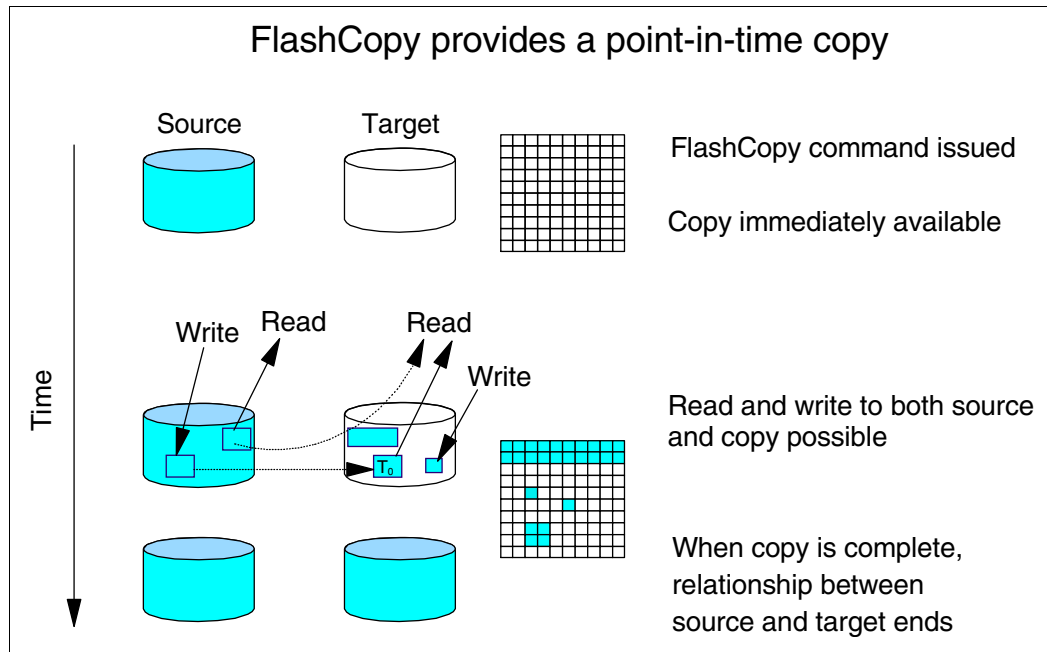 FlashCopy provides a point-in-time copy
Source
Target
FlashCopy command issued
Copy immediately available
Time
Write
Read
Read
Write
Read and write to both source
and copy possible
T0
When copy is complete,
relationship between
source and target ends